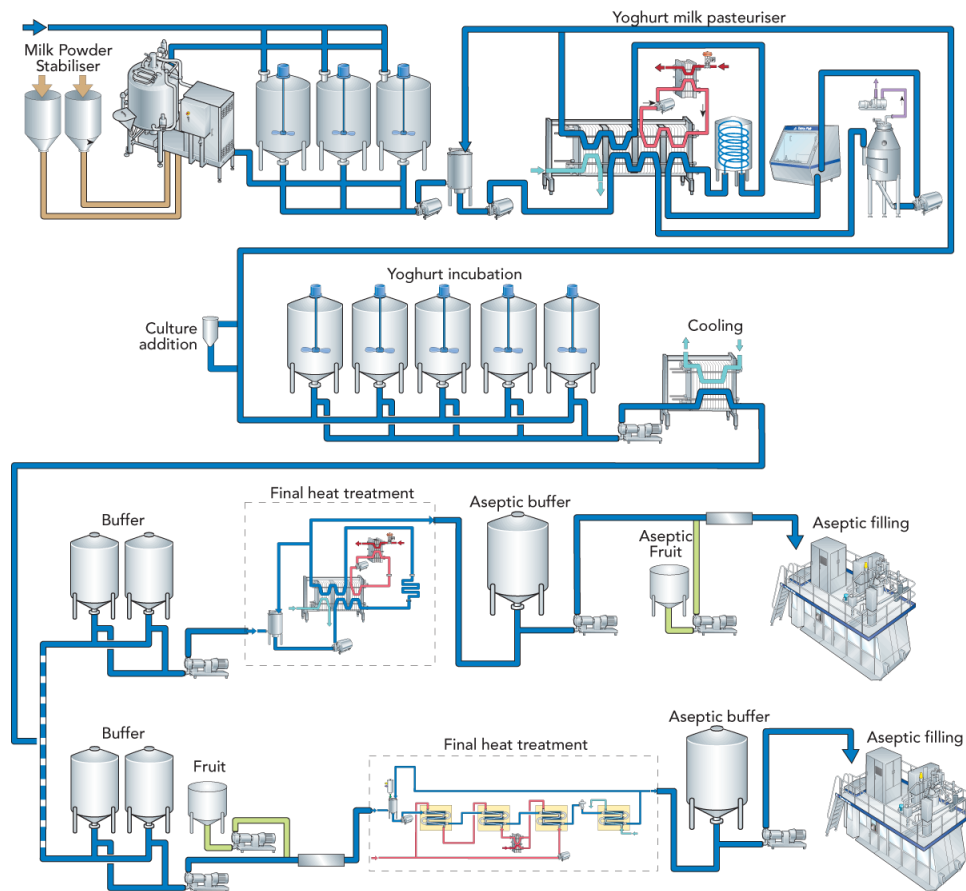 Yoghurt milk pasteuriser
Milk Powder
Stabiliser
Yoghurt incubation
Culture
addition
Cooling
Final heat treatment
Aseptic buffer
Buffer
Aseptic
Fruit
Aseptic filling
Buffer
Fruit
Final heat treatment
Aseptic buffer
Aseptic filling